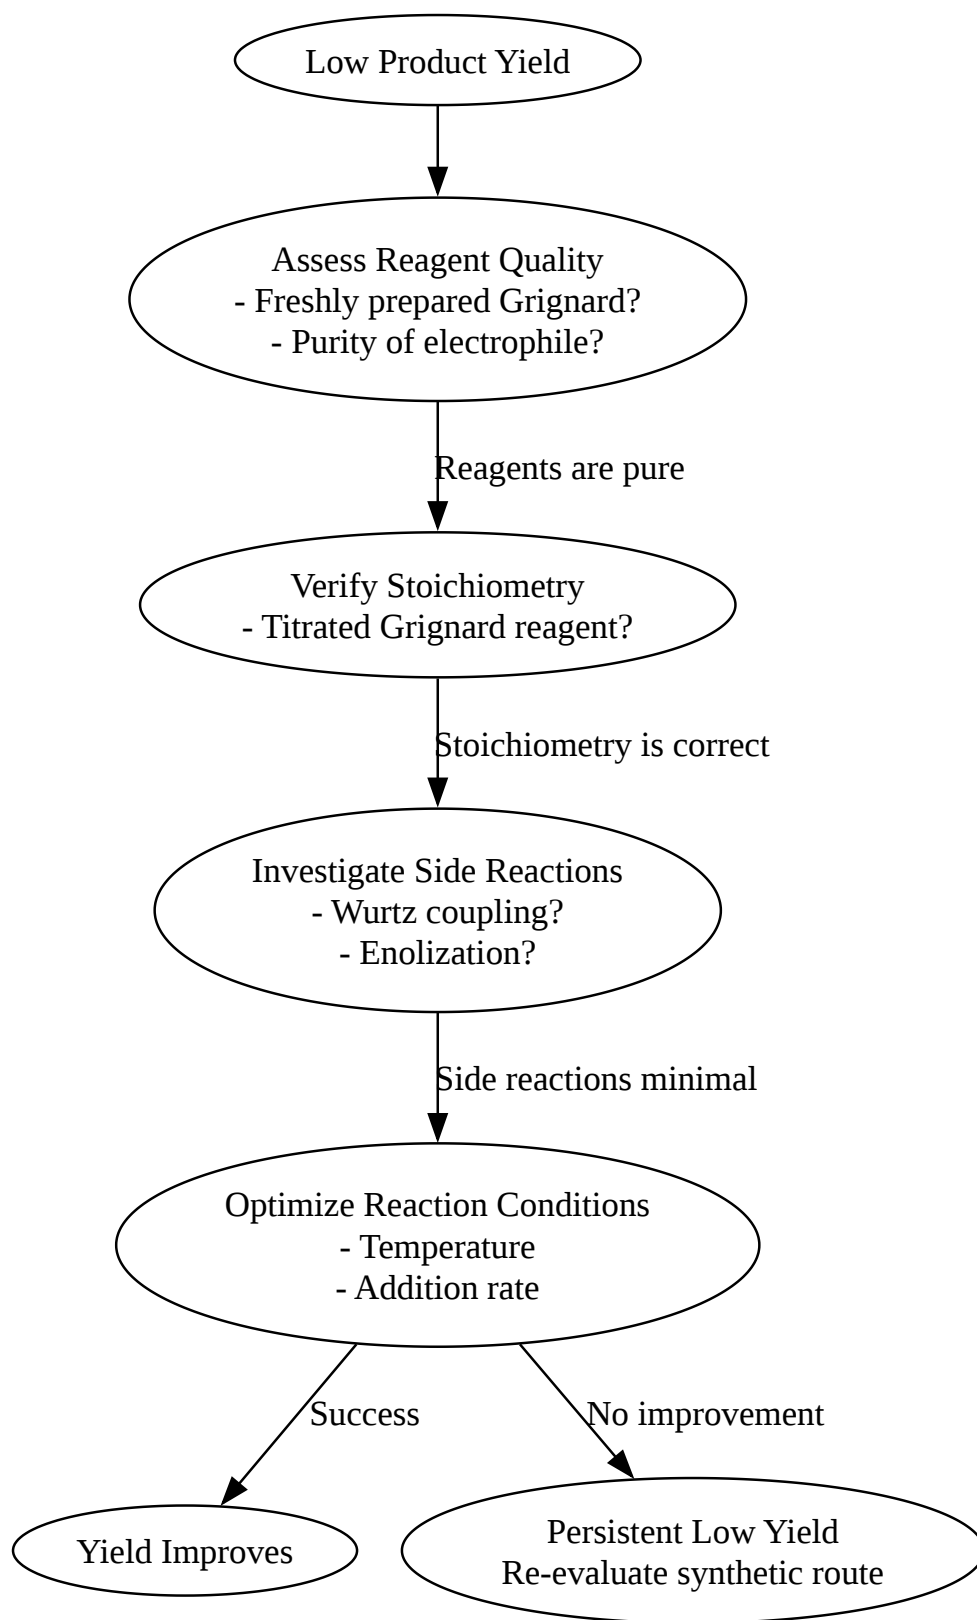 Low Product Yield
Assess Reagent Quality
- Freshly prepared Grignard?
- Purity of electrophile?
Reagents are pure
Verify Stoichiometry
- Titrated Grignard reagent?
Stoichiometry is correct
Investigate Side Reactions
- Wurtz coupling?
- Enolization?
Side reactions minimal
Optimize Reaction Conditions
- Temperature
- Addition rate
Success
No improvement
Yield Improves
Persistent Low Yield
Re-evaluate synthetic route